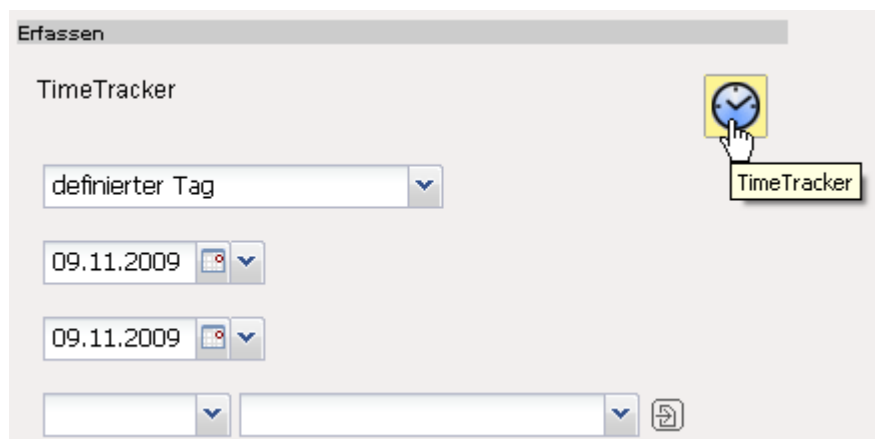 Erfassen
TimeTracker
TimeTracker
definierter Tag
09.11.2009
09.11.2009